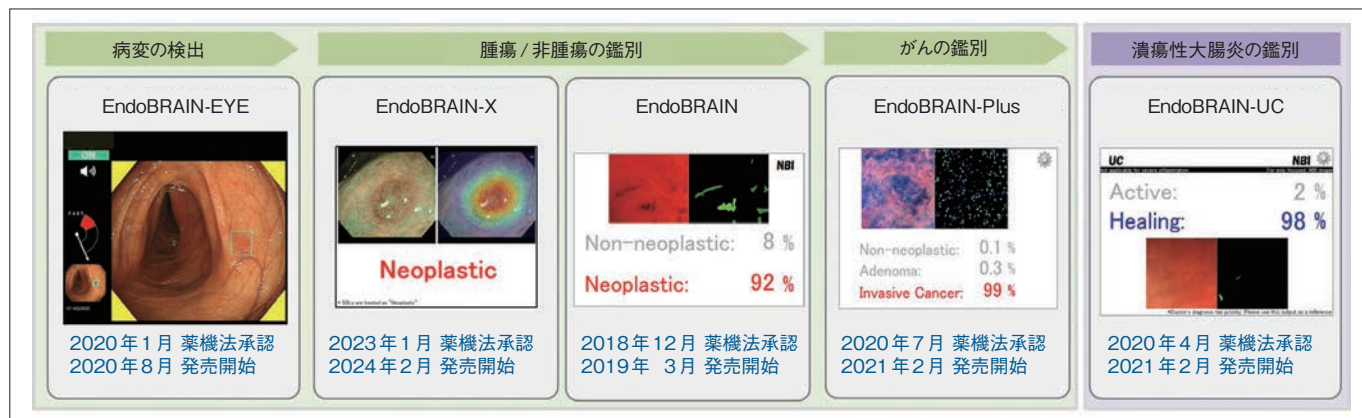 病変の検出
腫瘍/非腫瘍の鑑別
がんの鑑別
潰瘍性大腸炎の鑑別
EndoBRAIN-EYE
ON
2020年1月 薬機法承認
2020年8月 発売開始
EndoBRAIN-X
Neoplastic
2023年1月 薬機法承認
2024年2月 発売開始
EndoBRAIN
NBI
Non-neoplastic: 8 %
Neoplastic: 92 %
2018年12月 薬機法承認
2019年 3月 発売開始
EndoBRAIN-Plus
Non-neoplastic: 0.1 %
Adenoma: 0.3 %
Invasive Cancer: 99 %
2020年7月 薬機法承認
2021年2月 発売開始
EndoBRAIN-UC
UC NBI
Active: 2 %
Healing: 98 %
2020年4月 薬機法承認
2021年2月 発売開始